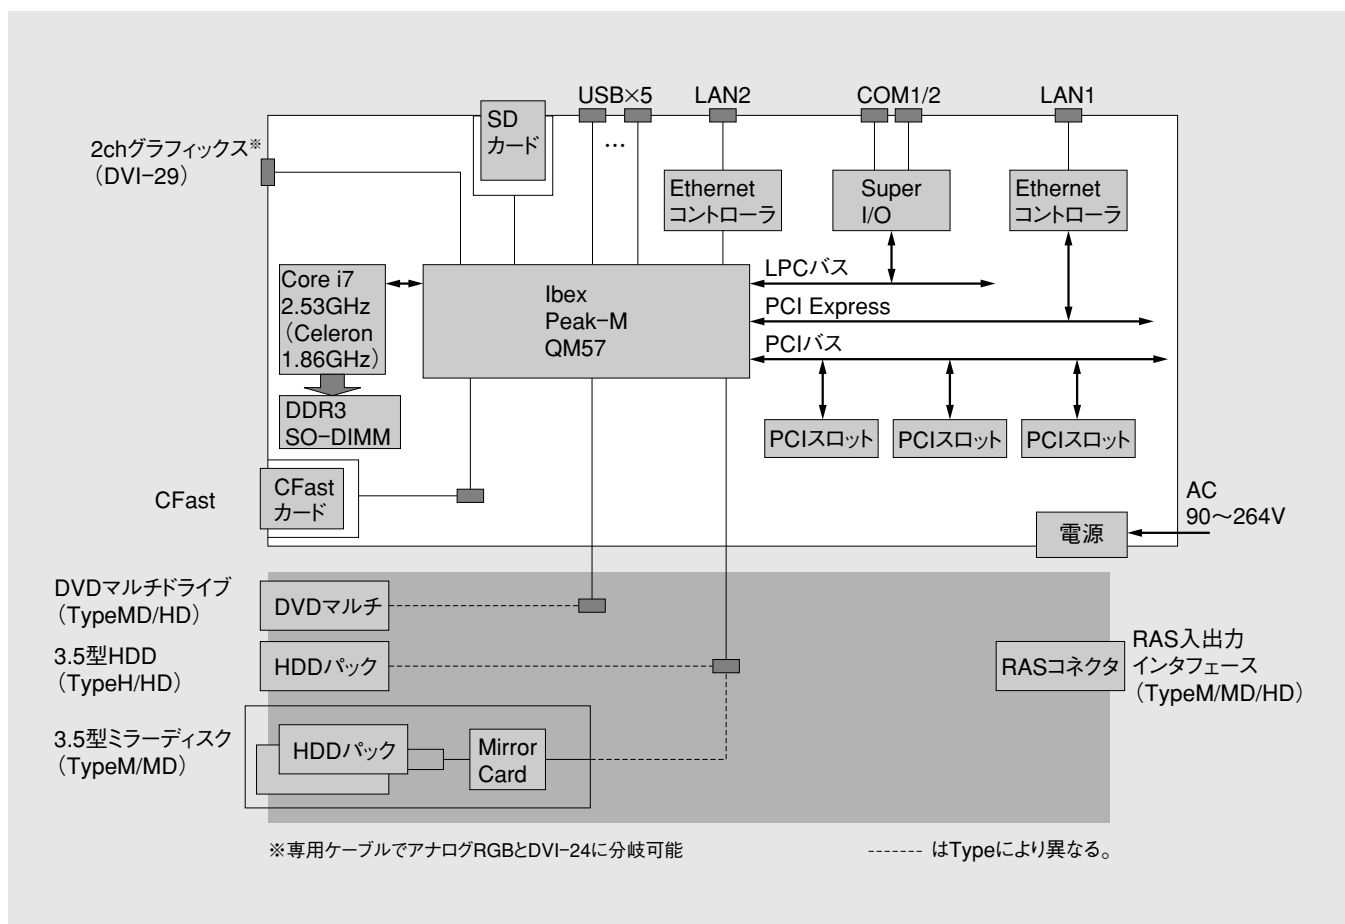 USB×5
LAN2
COM1/2
LAN1
2chグラフィックス※
（DVI-29）
SD
カード
…
Ethernet
コントローラ
Super
I/O
Ethernet
コントローラ
Core i7
2.53GHz
（Celeron
1.86GHz）
Ibex
Peak-M
QM57
LPCバス
PCI Express
PCIバス
DDR3
SO-DIMM
PCIスロット
PCIスロット
PCIスロット
CFast
CFast
カード
AC
90～264V
電源
DVDマルチドライブ
（TypeMD/HD）
DVDマルチ
3.5型HDD
（TypeH/HD）
HDDパック
RASコネクタ
RAS入出力
インタフェース
（TypeM/MD/HD）
3.5型ミラーディスク
（TypeM/MD）
HDDパック
Mirror
Card
※専用ケーブルでアナログRGBとDVI-24に分岐可能
------- はTypeにより異なる。